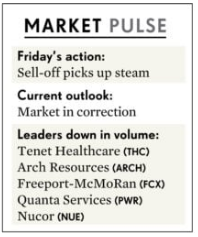 MARKET PULSE
Friday's action:
Sell-off picks up steam
Current outlook:
Market in correction
Leaders down in volume:
Tenet Healthcare (THC)
Arch Resources (ARCH)
Freeport-McMoRan (FCX)
Quanta Services (PWR)
Nucor (NUE)